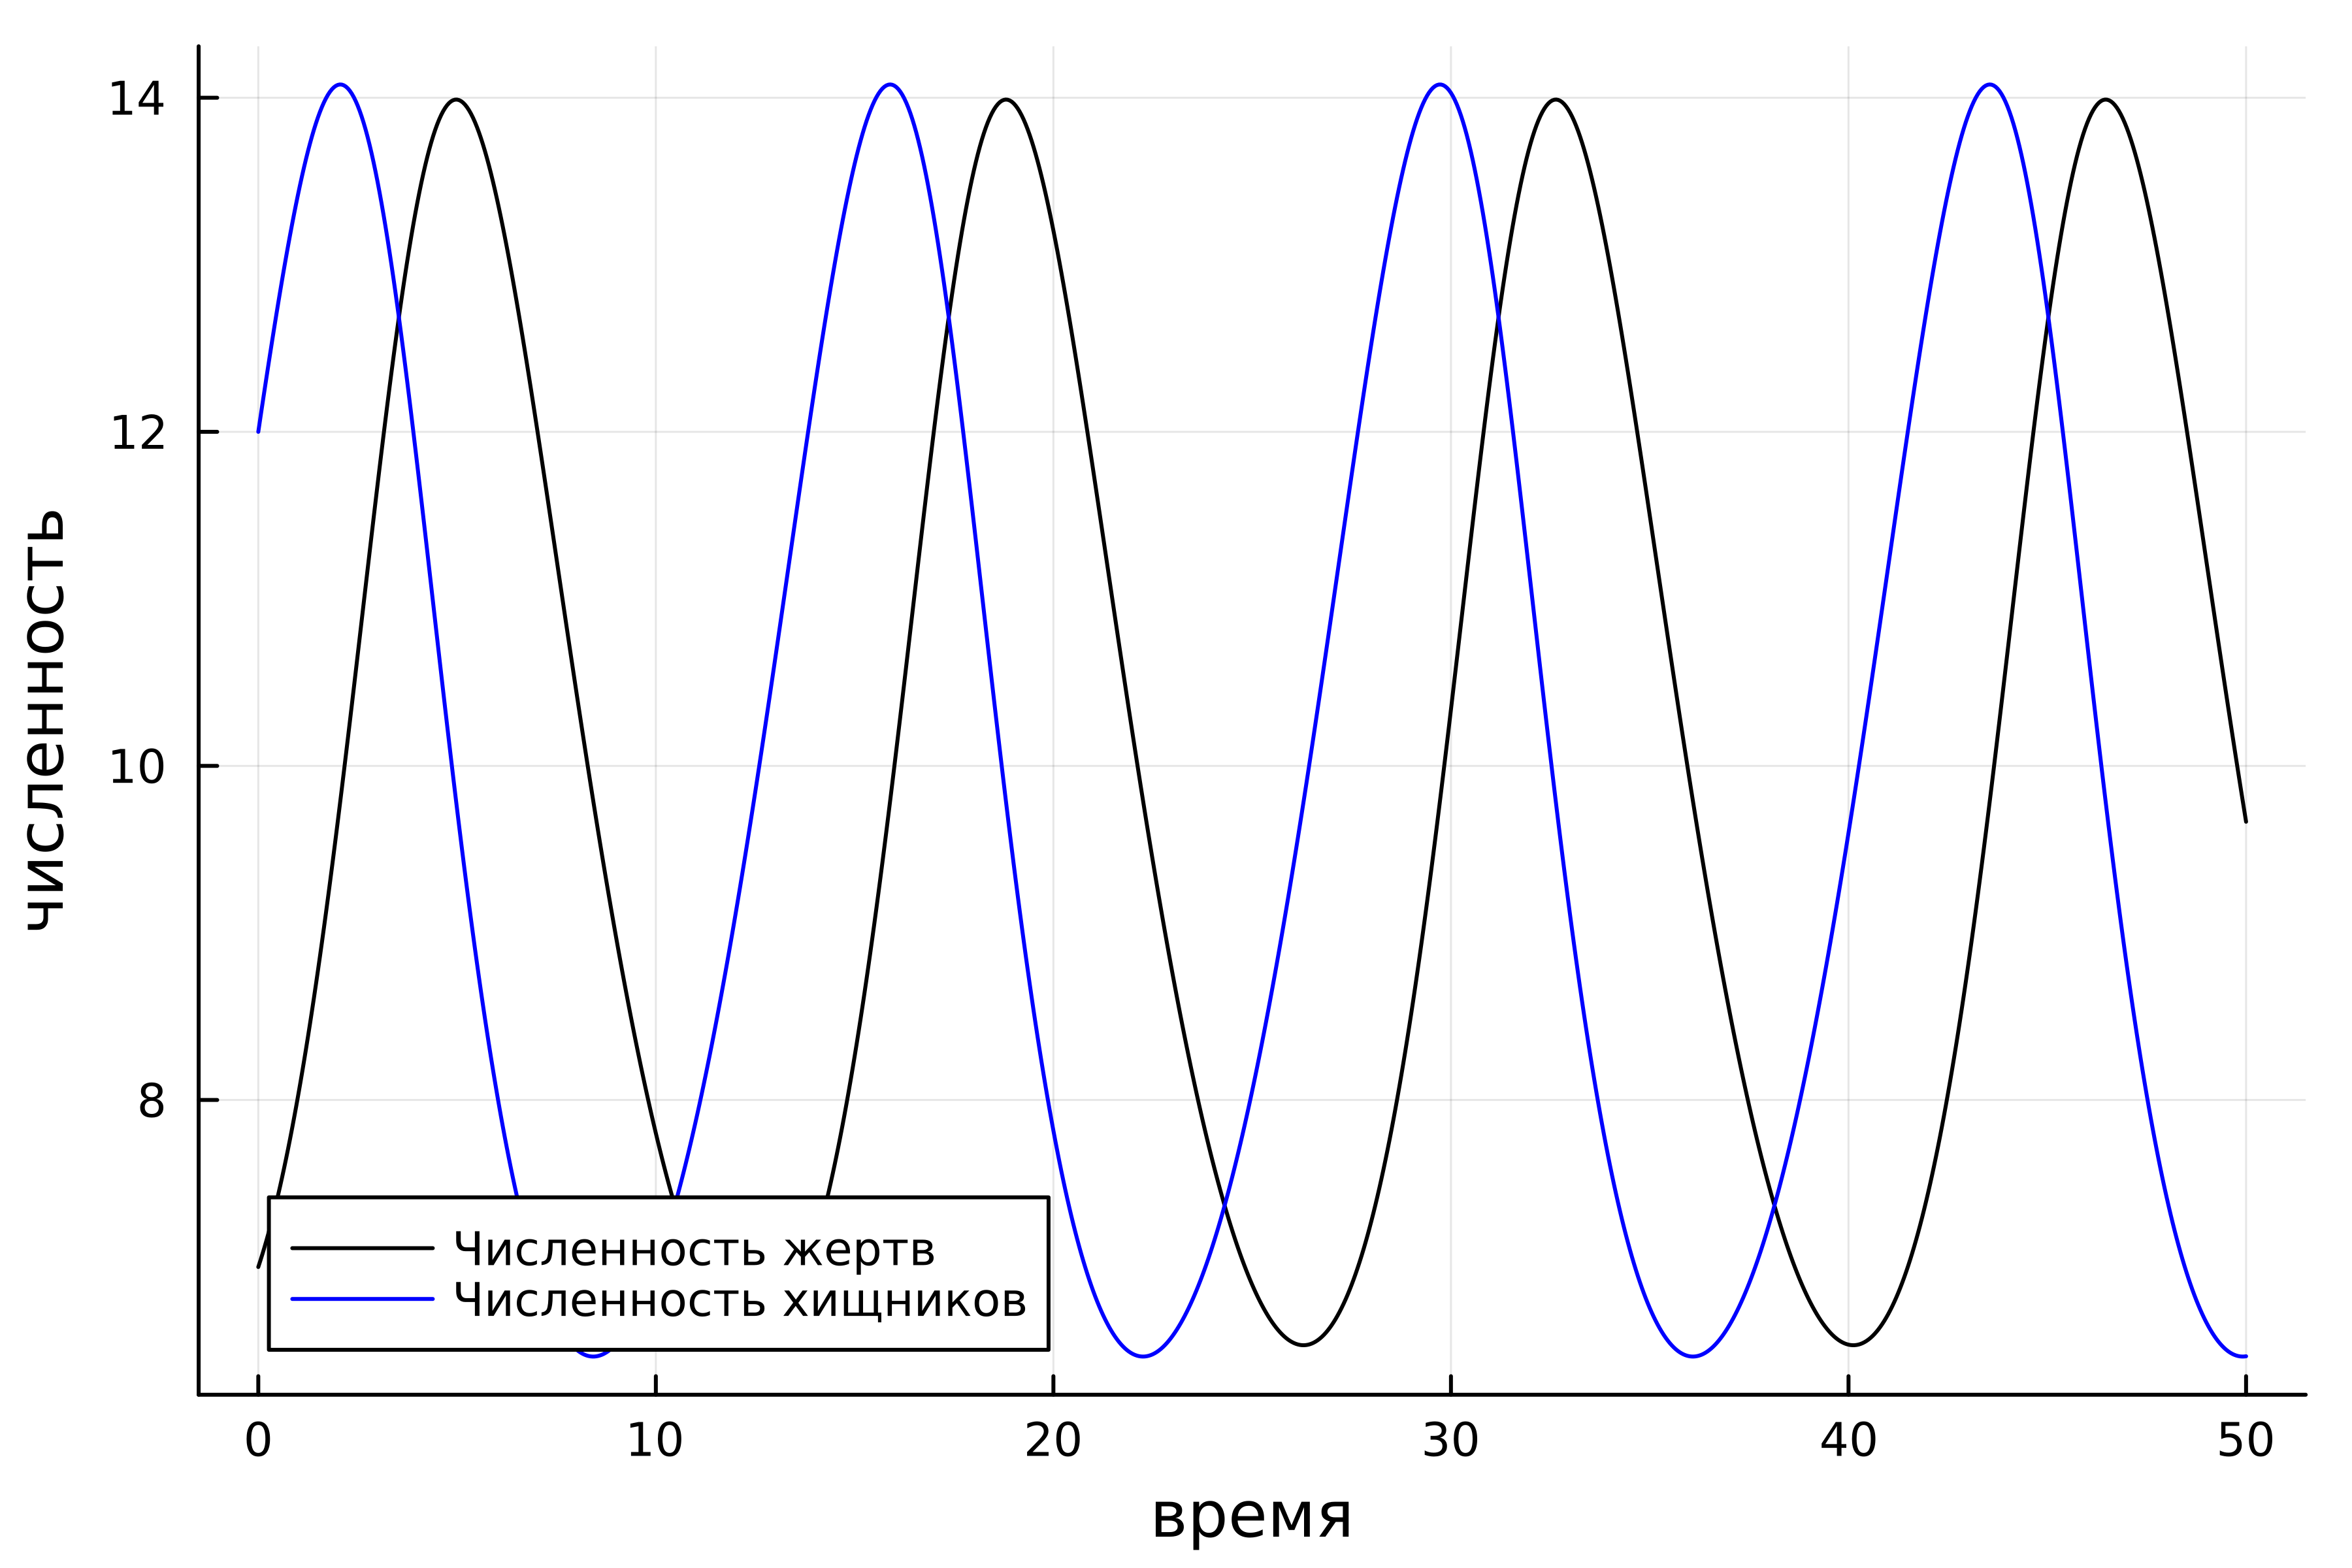 численность
14
12
10
8
Численность жертв
Численность хищников
0 10 20 30 40 50
время